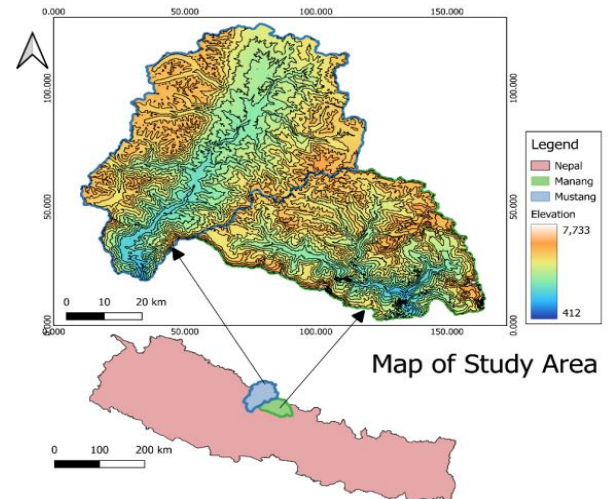 0.000 50.000 100.000 150.000
100.000
50.000
0.000
100.000
50.000
0.000
0 10 20 km
50.000 100.000 150.000
Legend
Nepal
Manang
Mustang
Elevation
7,733
412
Map of Study Area
0 100 200 km